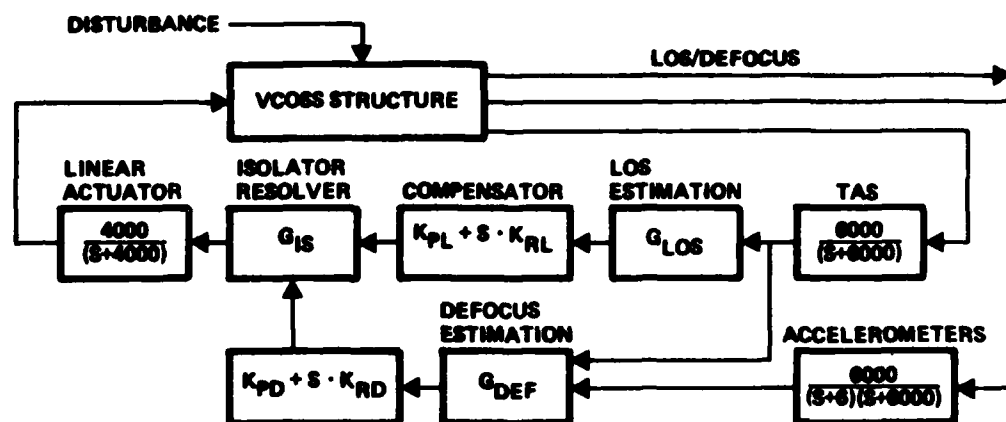 DISTURBANCE
LOS/DEFOCUS
VCOSS STRUCTURE
LINEAR
ACTUATOR
ISOLATOR
RESOLVER
COMPENSATOR
LOS
ESTIMATION
TAS
4000
(S+4000)
G_IS
K_PL + S · K_RL
G_LOS
6000
(S+6000)
DEFOCUS
ESTIMATION
ACCELEROMETERS
K_PD + S · K_RD
G_DEF
6000
(S+6)(S+6000)